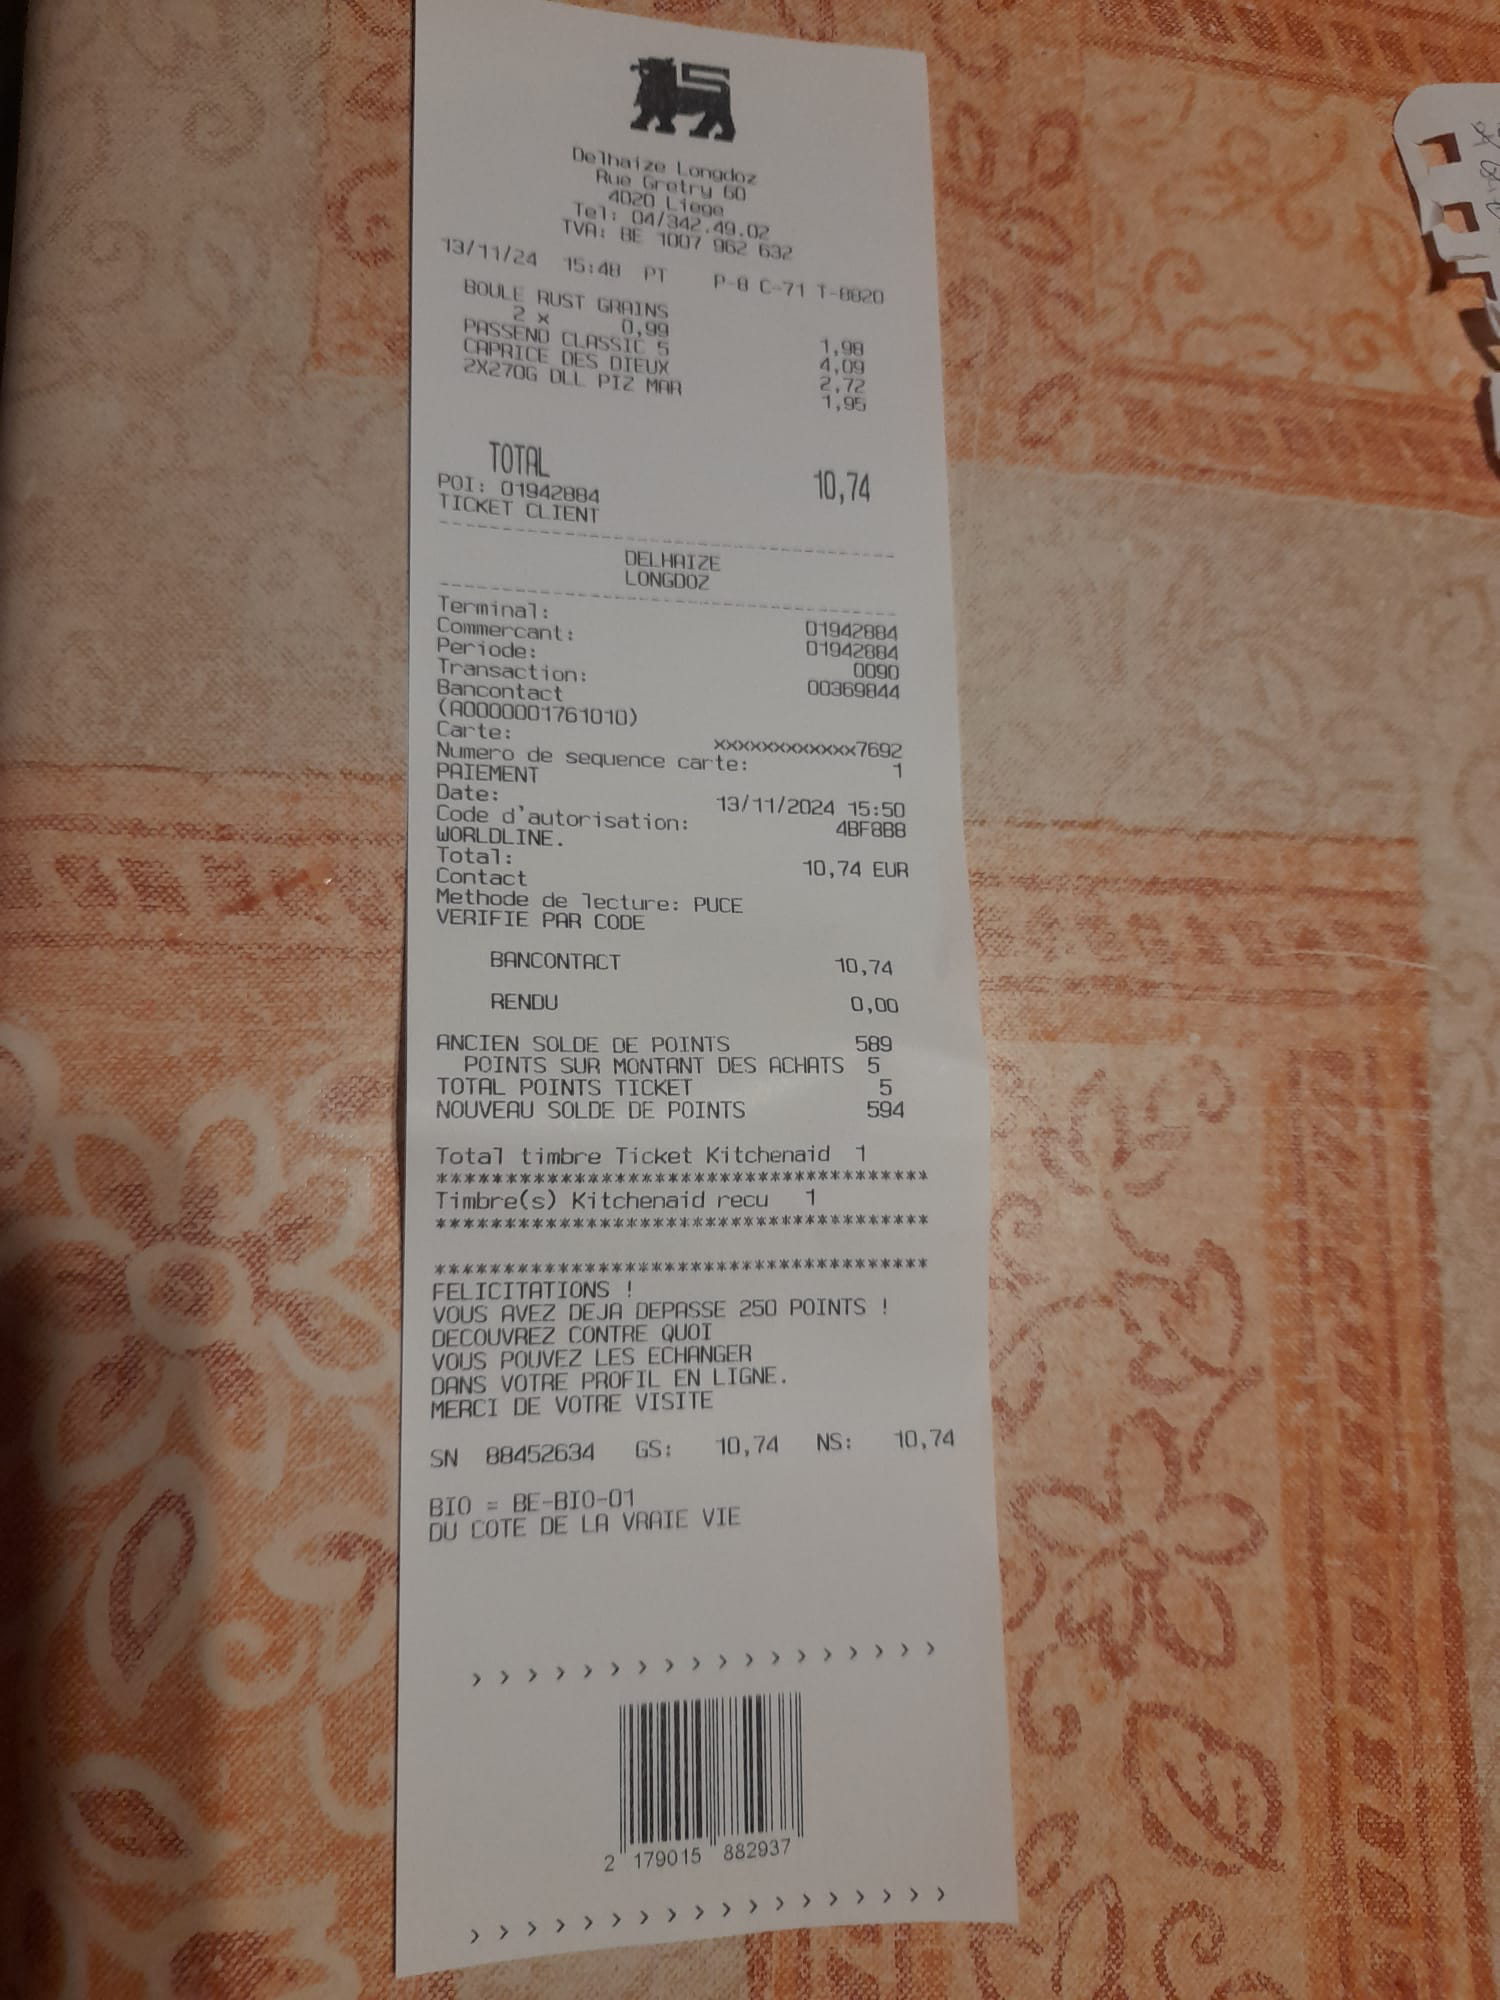 Delhaize Longdoz
Rue Gretry 60
4020 Liege
Tel: 04/342.49.02
TVA: BE 1007 962 632
13/11/24 15:48 PT P-8 C-71 T-8820
BOULE RUST GRAINS
2 x 0,99 1,98
PASSEND CLASSIC 5 4,09
CAPRICE DES DIEUX 2,72
2X270G DLL PIZ MAR 1,95
TOTAL 10,74
POI: 01942884
TICKET CLIENT
DELHAIZE
LONGDOZ
Terminal: 01942884
Commercant: 01942884
Periode: 0090
Transaction: 00369844
Bancontact
(A0000001761010)
Carte: xxxxxxxxxxxxx7692
Numero de sequence carte: 1
PAIEMENT
Date: 13/11/2024 15:50
Code d'autorisation: 4BF8B8
WORLDLINE.
Total: 10,74 EUR
Contact
Methode de lecture: PUCE
VERIFIE PAR CODE
BANCONTACT 10,74
RENDU 0,00
ANCIEN SOLDE DE POINTS 589
POINTS SUR MONTANT DES ACHATS 5
TOTAL POINTS TICKET 5
NOUVEAU SOLDE DE POINTS 594
Total timbre Ticket Kitchenaid 1
************************************
Timbre(s) Kitchenaid recu 1
************************************
************************************
FELICITATIONS !
VOUS AVEZ DEJA DEPASSE 250 POINTS !
DECOUVREZ CONTRE QUOI
VOUS POUVEZ LES ECHANGER
DANS VOTRE PROFIL EN LIGNE.
MERCI DE VOTRE VISITE
SN 88452634 GS: 10,74 NS: 10,74
BIO = BE-BIO-01
DU COTE DE LA VRAIE VIE
> > > > > > > > > > > > > > > > > >
2 179015 882937
> > > > > > > > > > > > > > > > > >